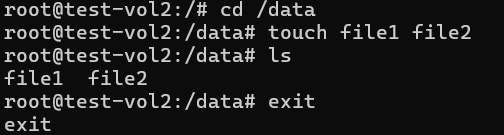 root@test-vol2:/# cd /data
root@test-vol2:/data# touch file1 file2
root@test-vol2:/data# ls
file1  file2
root@test-vol2:/data# exit
exit